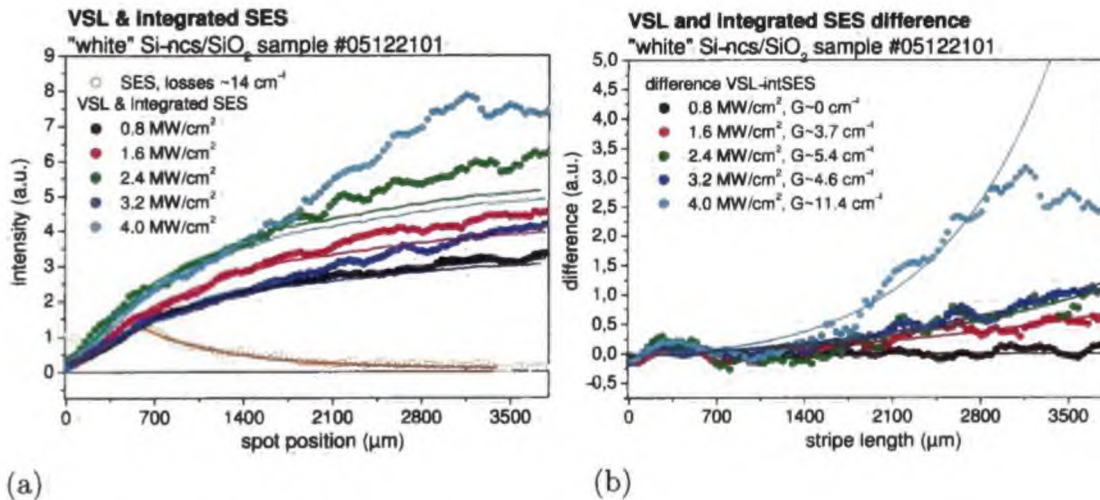 VSL & integrated SES
"white" Si-ncs/SiO₂ sample #05122101
SES, losses ~14 cm⁻¹
VSL & integrated SES
0.8 MW/cm²
1.6 MW/cm²
2.4 MW/cm²
3.2 MW/cm²
4.0 MW/cm²
intensity (a.u.)
9
8
7
6
5
4
3
2
1
0
0 700 1400 2100 2800 3500
spot position (µm)
(a)
VSL and integrated SES difference
"white" Si-ncs/SiO₂ sample #05122101
difference VSL-intSES
0.8 MW/cm², G~0 cm⁻¹
1.6 MW/cm², G~3.7 cm⁻¹
2.4 MW/cm², G~5.4 cm⁻¹
3.2 MW/cm², G~4.6 cm⁻¹
4.0 MW/cm², G~11.4 cm⁻¹
difference (a.u.)
5,0
4,5
4,0
3,5
3,0
2,5
2,0
1,5
1,0
0,5
0,0
-0,5
0 700 1400 2100 2800 3500
stripe length (µm)
(b)